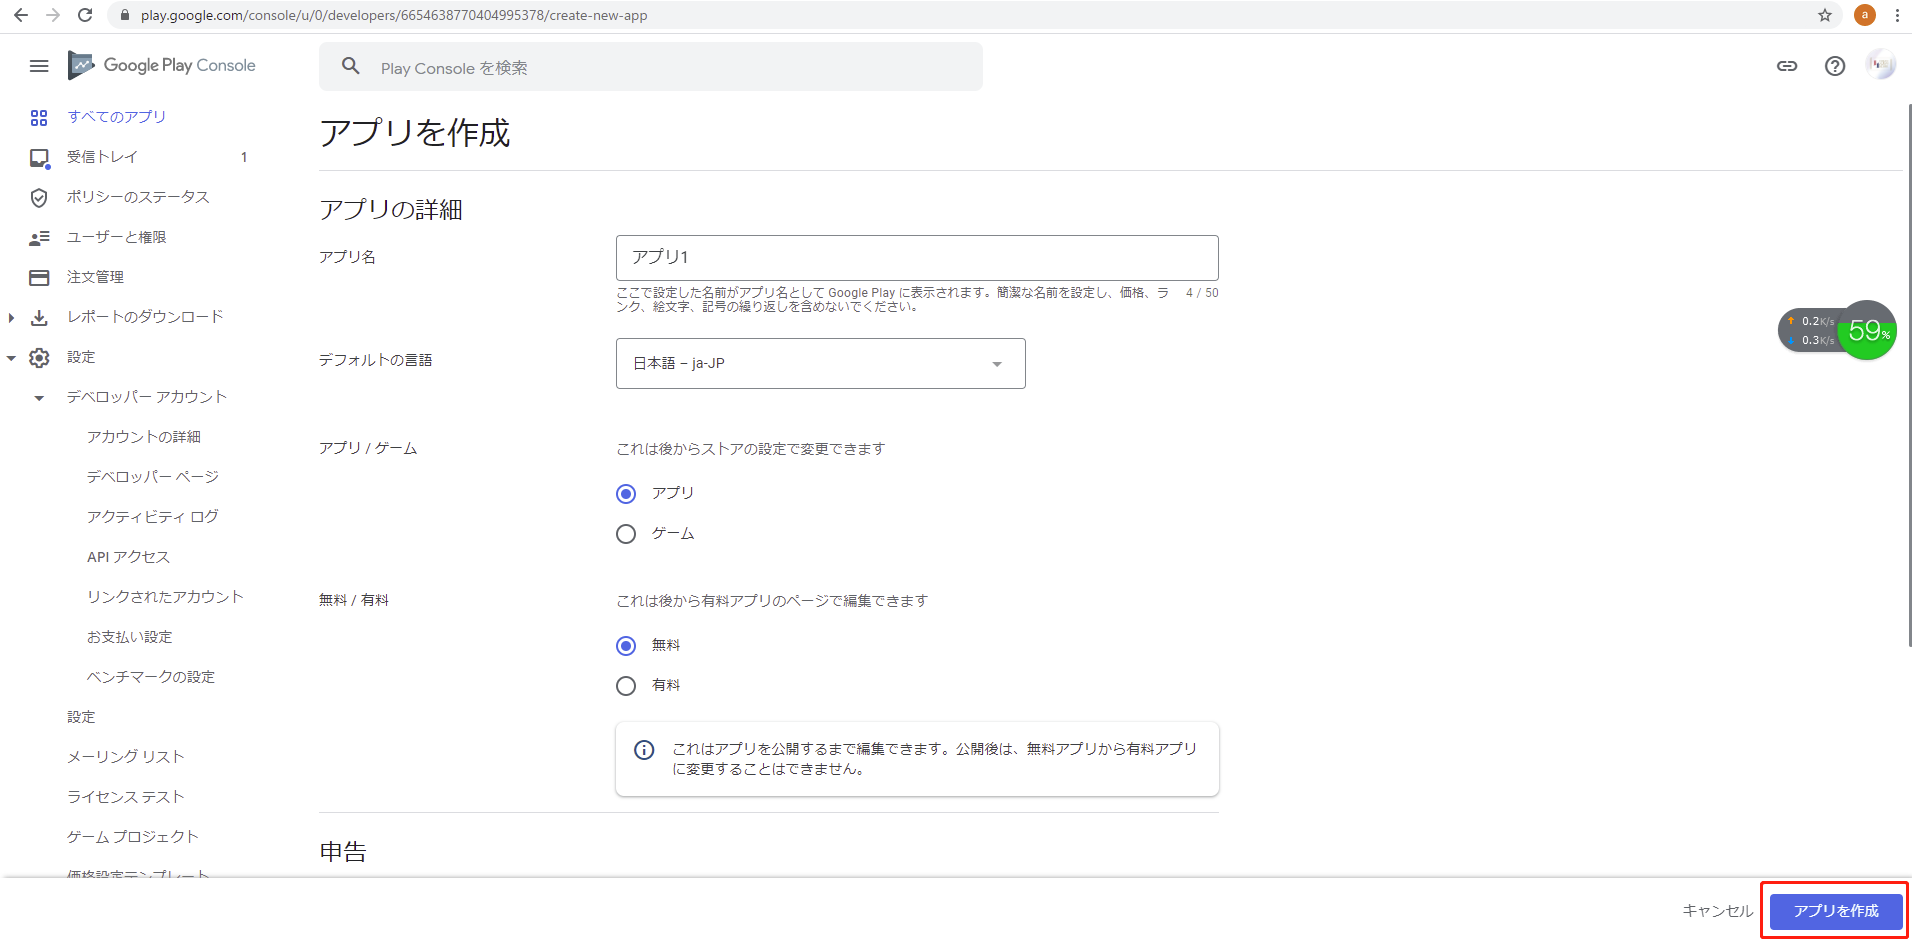 play.google.com/console/u/0/developers/6654638770404995378/create-new-app
a
Google Play Console
Play Console を検索
すべてのアプリ
受信トレイ 1
ポリシーのステータス
ユーザーと権限
注文管理
レポートのダウンロード
設定
デベロッパー アカウント
アカウントの詳細
デベロッパー ページ
アクティビティ ログ
API アクセス
リンクされたアカウント
お支払い設定
ベンチマークの設定
設定
メーリング リスト
ライセンス テスト
ゲーム プロジェクト
価格設定テンプレート
アプリを作成
アプリの詳細
アプリ名
アプリ1
ここで設定した名前がアプリ名として Google Play に表示されます。簡潔な名前を設定し、価格、ラ 4 / 50
ンク、絵文字、記号の繰り返しを含めないでください。
デフォルトの言語
日本語 – ja-JP
アプリ / ゲーム
これは後からストアの設定で変更できます
アプリ
ゲーム
無料 / 有料
これは後から有料アプリのページで編集できます
無料
有料
これはアプリを公開するまで編集できます。公開後は、無料アプリから有料アプリ
に変更することはできません。
申告
0.2K/s
0.3K/s
59%
キャンセル
アプリを作成